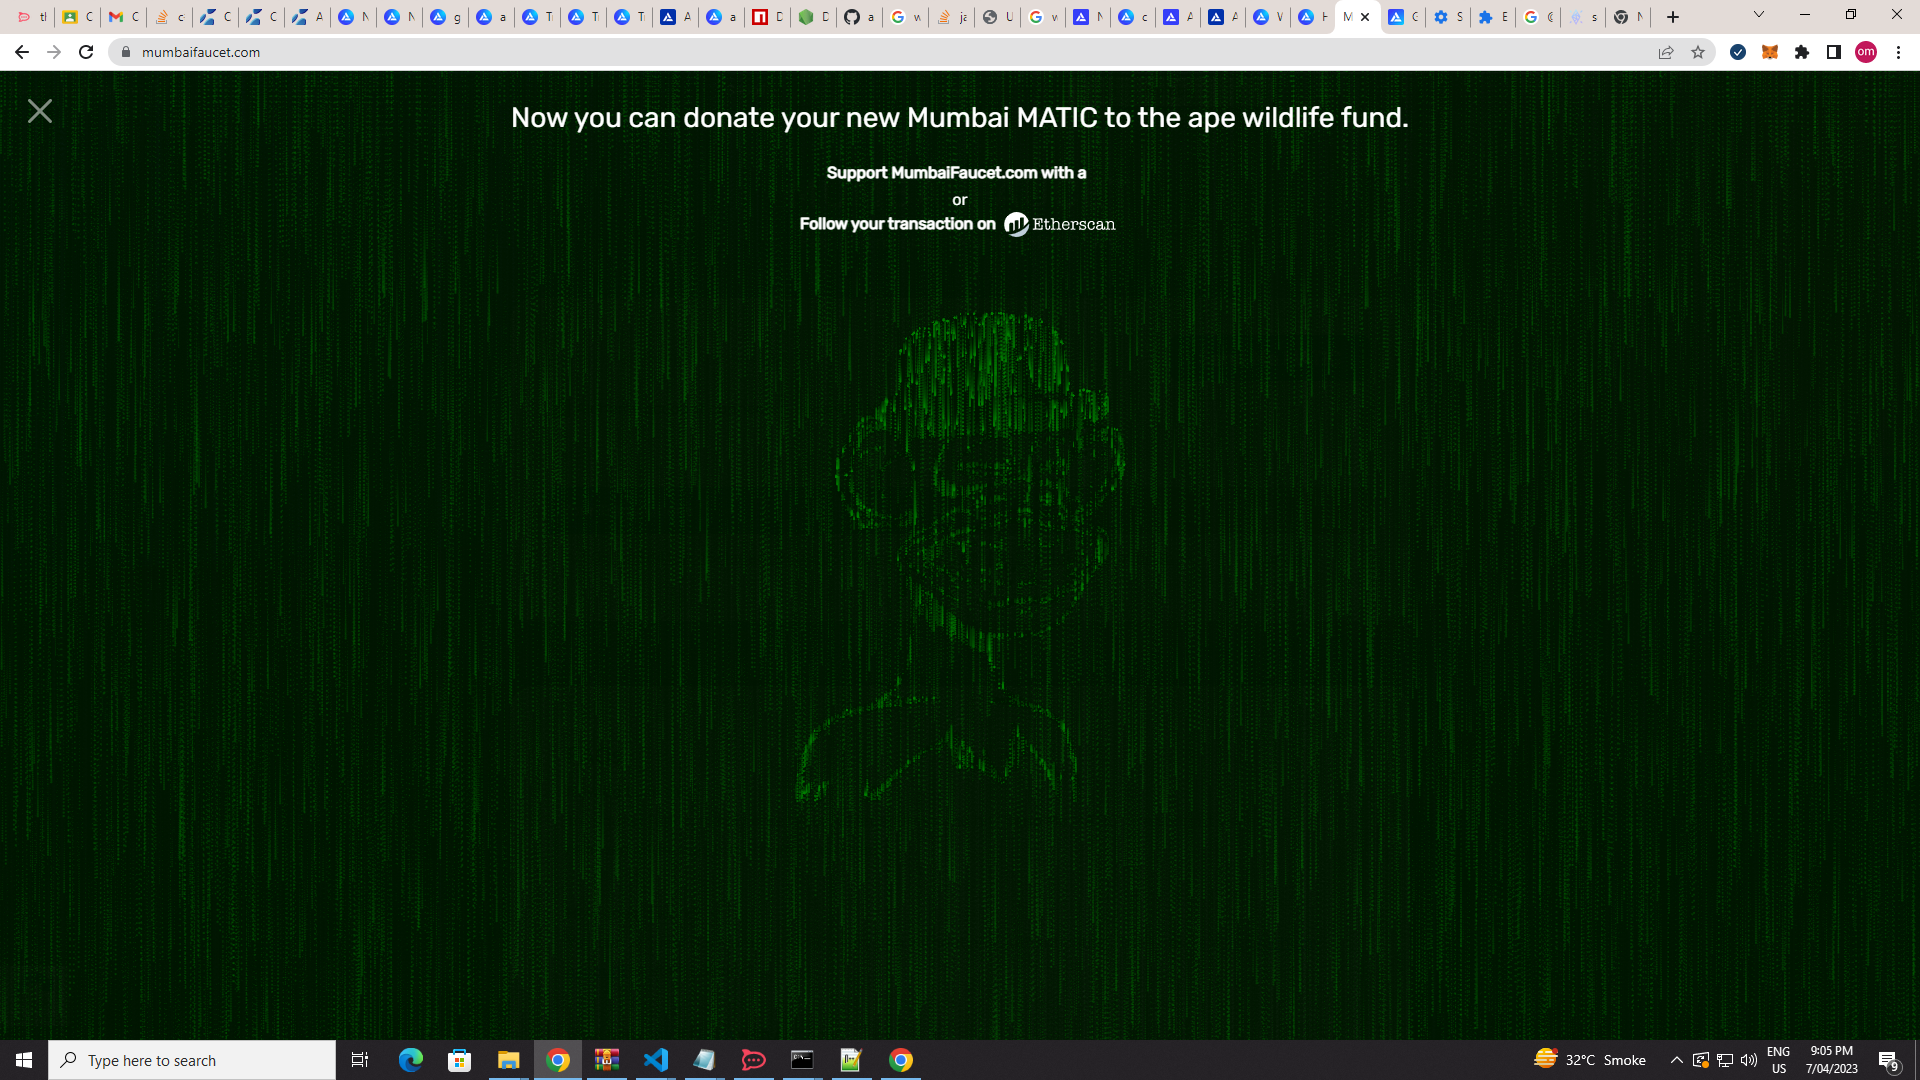 mumbaifaucet.com
om
Now you can donate your new Mumbai MATIC to the ape wildlife fund.
Support MumbaiFaucet.com with a
or
Follow your transaction on Etherscan
Type here to search
32°C Smoke
ENG
US
9:05 PM
7/04/2023
9